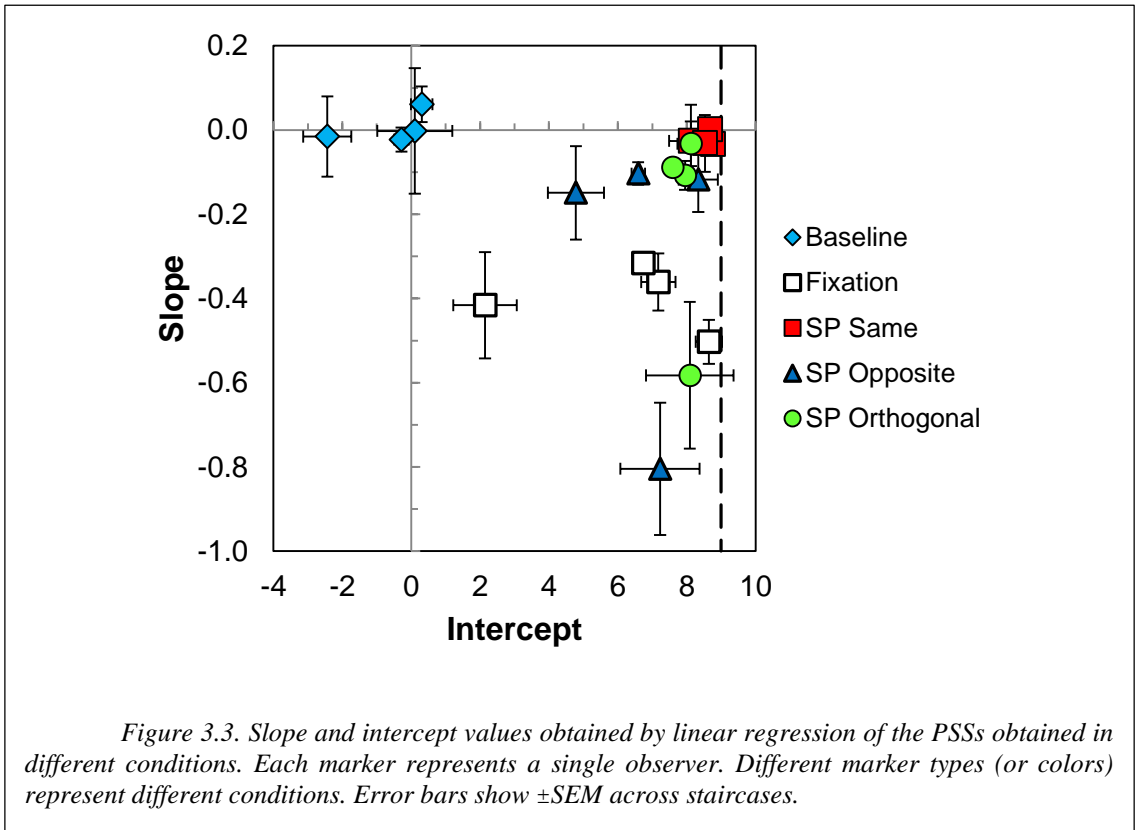 0.2
0.0
-0.2
-0.4
-0.6
-0.8
-1.0
Slope
-4 -2 0 2 4 6 8 10
Intercept
Baseline
Fixation
SP Same
SP Opposite
SP Orthogonal
Figure 3.3. Slope and intercept values obtained by linear regression of the PSSs obtained in
different conditions. Each marker represents a single observer. Different marker types (or colors)
represent different conditions. Error bars show ±SEM across staircases.